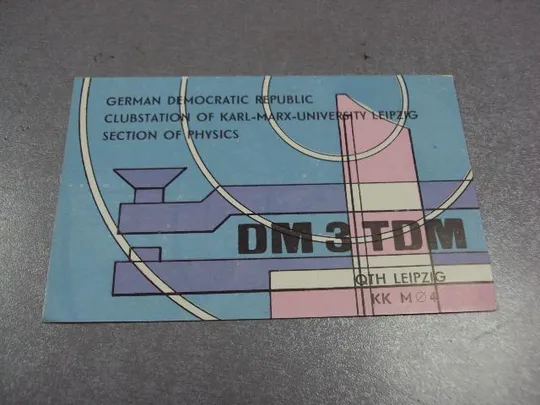 GERMAN DEMOCRATIC REPUBLIC
CLUBSTATION OF KARL-MARX-UNIVERSITY LEIPZIG
SECTION OF PHYSICS
DM 3 TDM
QTH LEIPZIG
KK MØ4